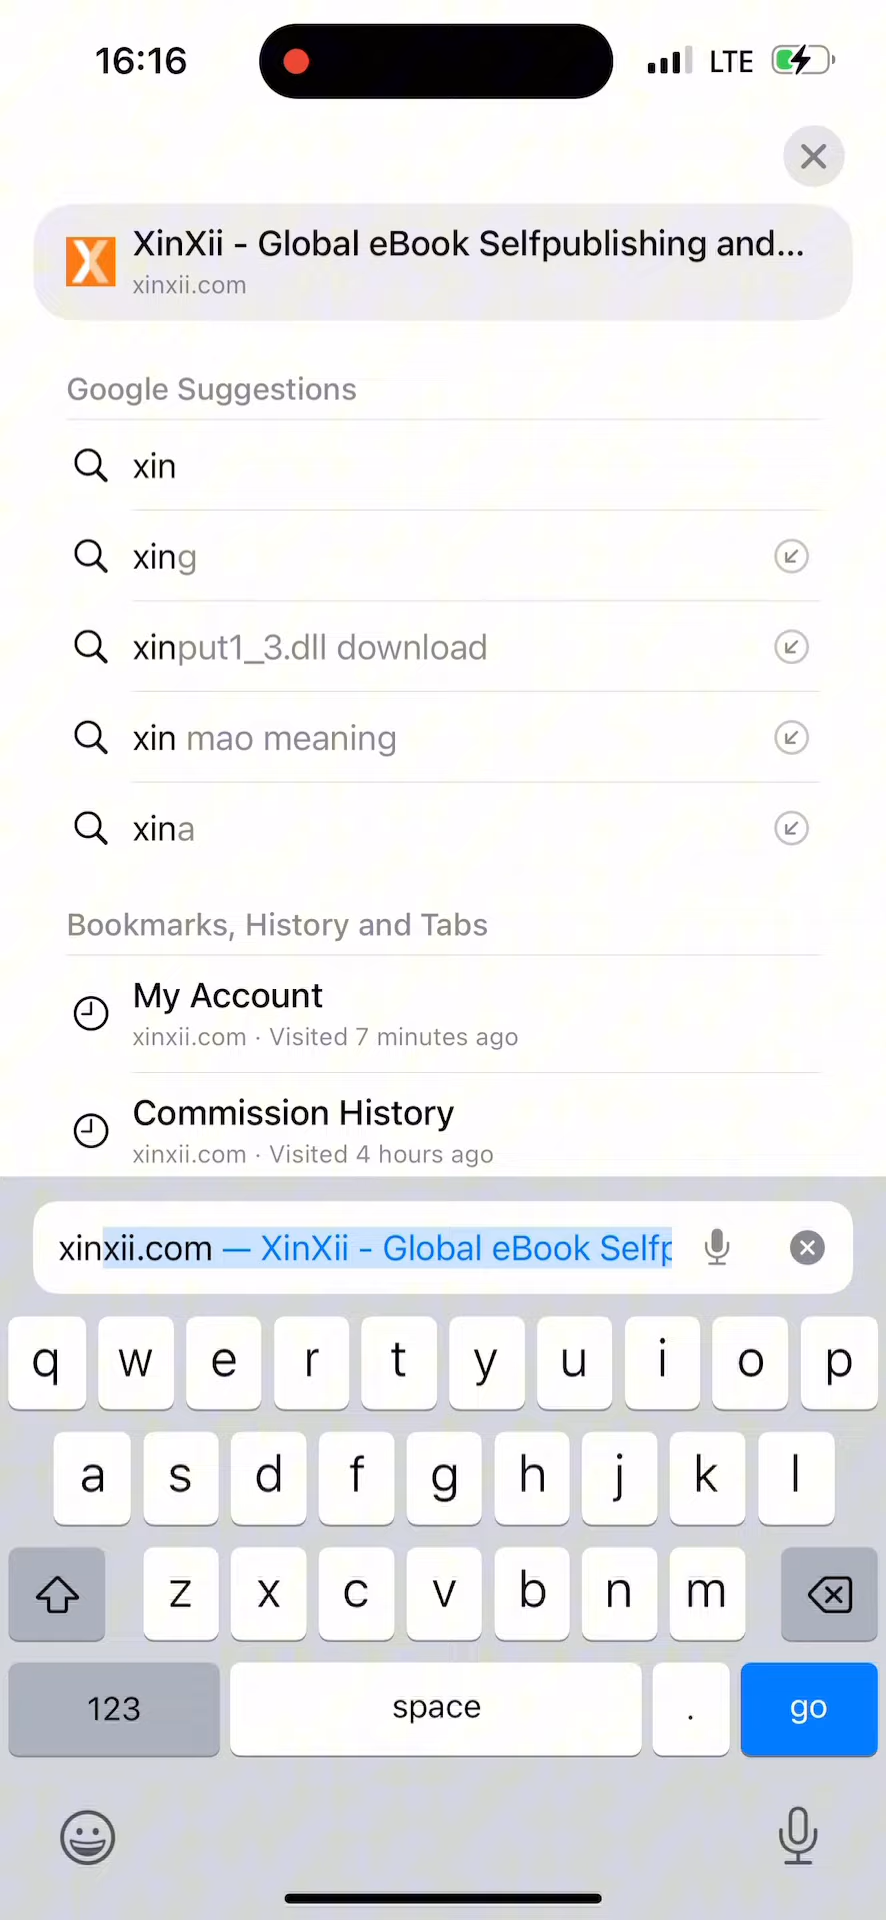 16:16
LTE
XinXii - Global eBook Selfpublishing and...
xinxii.com
Google Suggestions
xin
xing
xinput1_3.dll download
xin mao meaning
xina
Bookmarks, History and Tabs
My Account
xinxii.com · Visited 7 minutes ago
Commission History
xinxii.com · Visited 4 hours ago
xinxii.com — XinXii - Global eBook Selfp
q w e r t y u i o p
a s d f g h j k l
z x c v b n m
123 space . go